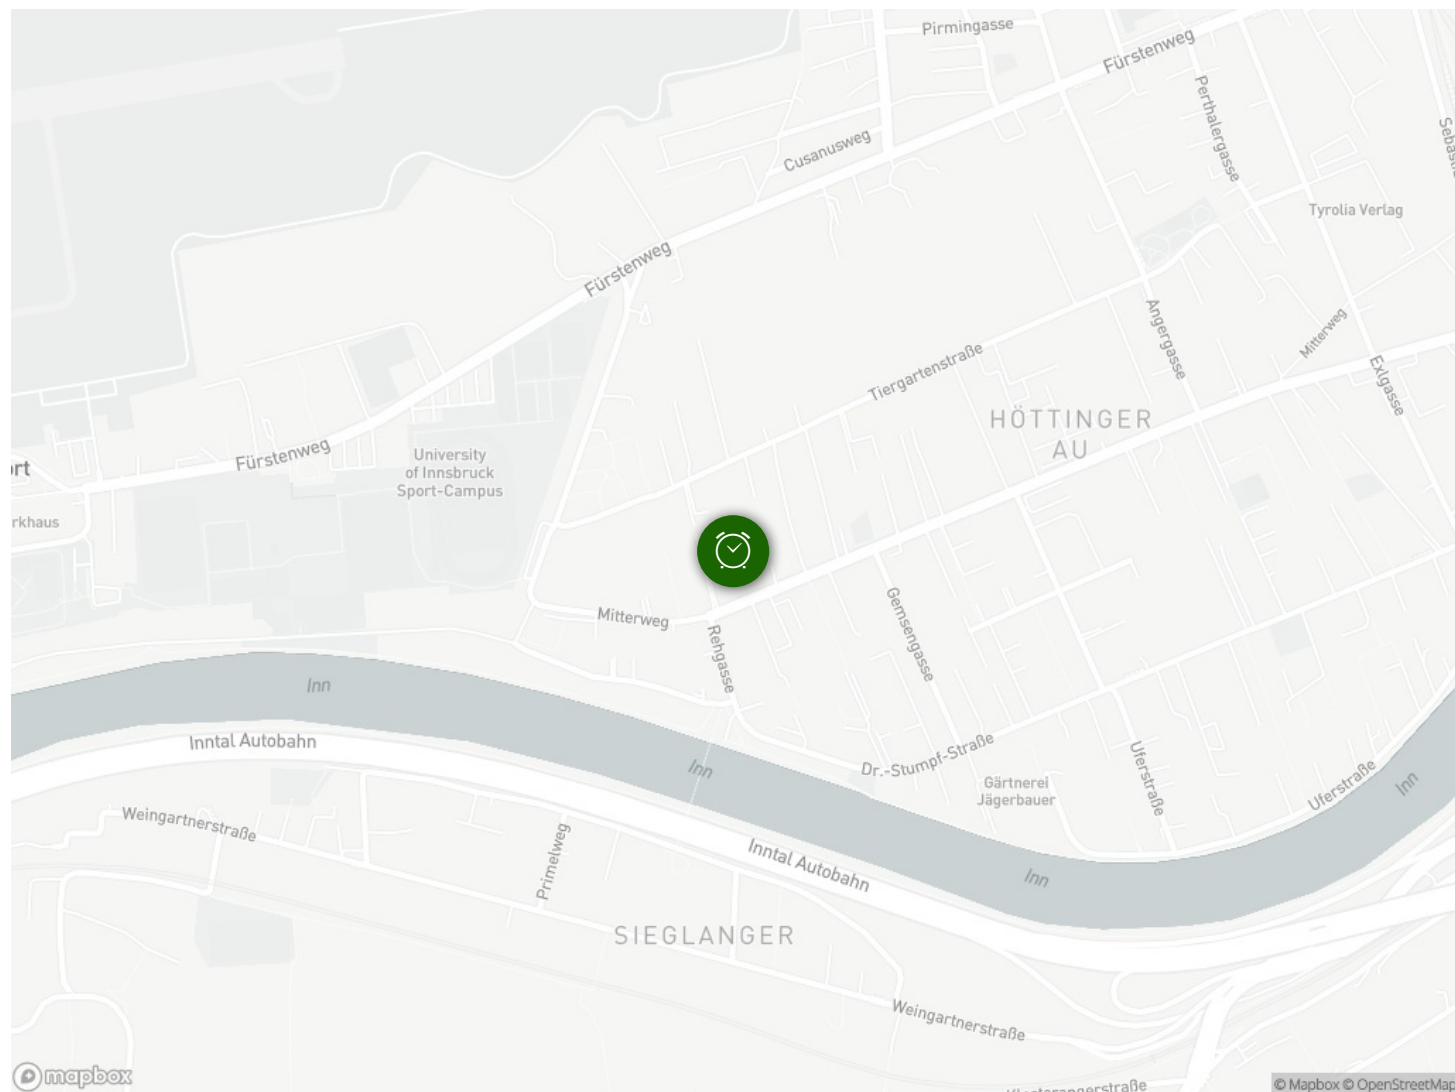 Pirmingasse
Fürstenweg
Perthalergasse
Cusanusweg
Tyrolia Verlag
Fürstenweg
Angergasse
Mitterweg
Tiergartenstraße
Exlgasse
HÖTTINGER
AU
Fürstenweg
University
of Innsbruck
Sport-Campus
ort
rkhaus
Gemsengasse
Mitterweg
Rehgasse
Inn
Inntal Autobahn
Inn
Dr.-Stumpf-Straße
Uferstraße
Gärtnerei
Jägerbauer
Uferstraße
Inn
Weingartnerstraße
Primelweg
Inntal Autobahn
Inn
SIEGLANGER
Weingartnerstraße
mapbox
© Mapbox © OpenStreetMap